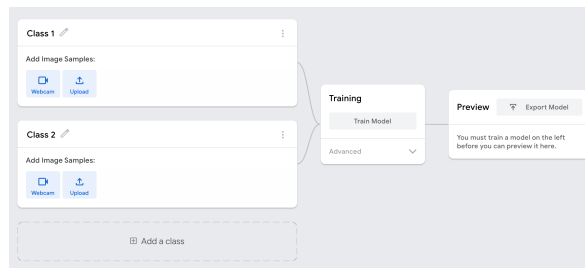 Class 1
Add Image Samples:
Webcam
Upload
Class 2
Add Image Samples:
Webcam
Upload
Add a class
Training
Train Model
Advanced
Preview
Export Model
You must train a model on the left
before you can preview it here.